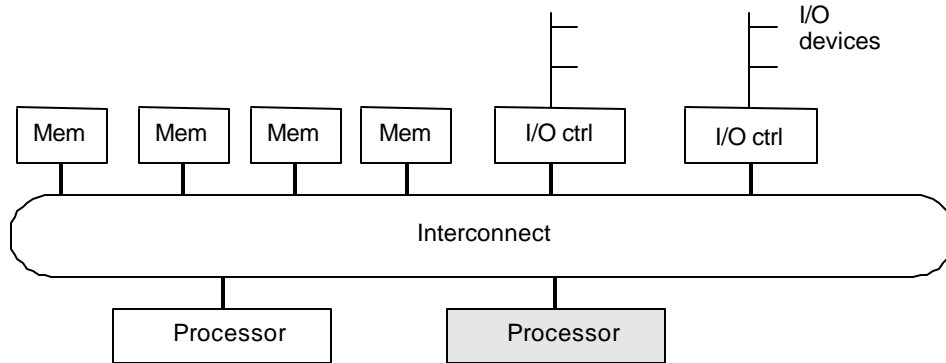 I/O
devices
Mem
Mem
Mem
Mem
I/O ctrl
I/O ctrl
Interconnect
Processor
Processor